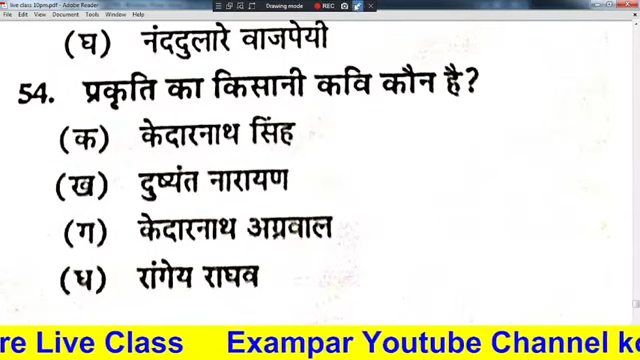 live class 10pm.pdf - Adobe Reader
Drawing mode
REC
File Edit View Document Tools Window Help
(घ) नंददुलारे वाजपेयी
54. प्रकृति का किसानी कवि कौन है?
(क) केदारनाथ सिंह
(ख) दुष्यंत नारायण
(ग) केदारनाथ अग्रवाल
(ध) रांगेय राघव
re Live Class Exampar Youtube Channel ko